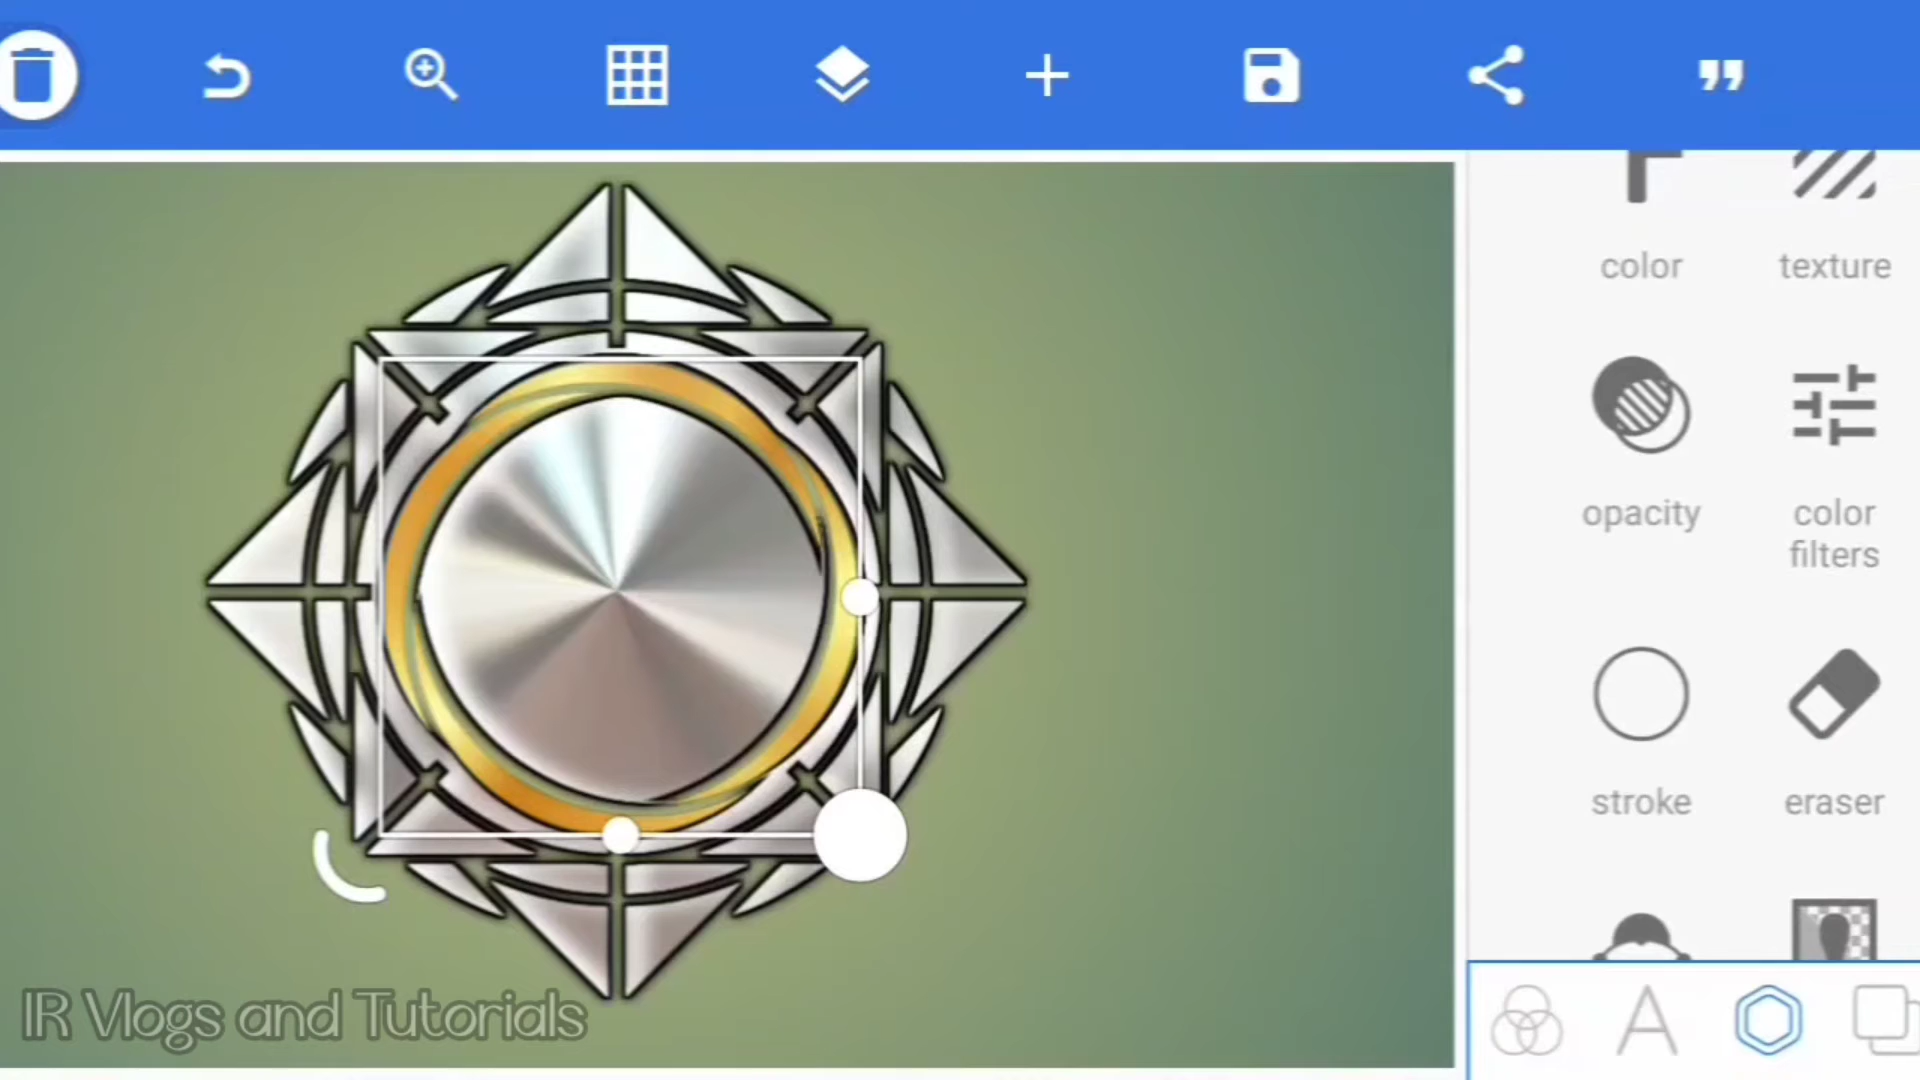 color
texture
opacity
color
filters
stroke
eraser
IR Vlogs and Tutorials